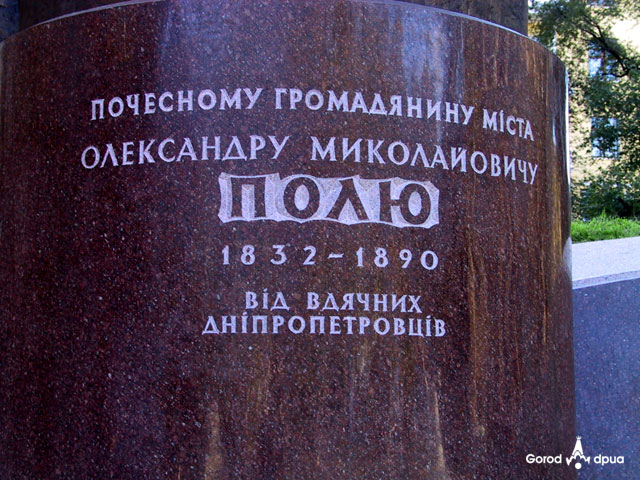 ПОЧЕСНОМУ ГРОМАДЯНИНУ МІСТА
ОЛЕКСАНДРУ МИКОЛАЙОВИЧУ
ПОЛЮ
1832-1890
ВІД ВДЯЧНИХ
ДНІПРОПЕТРОВЦІВ
Gorod dpua